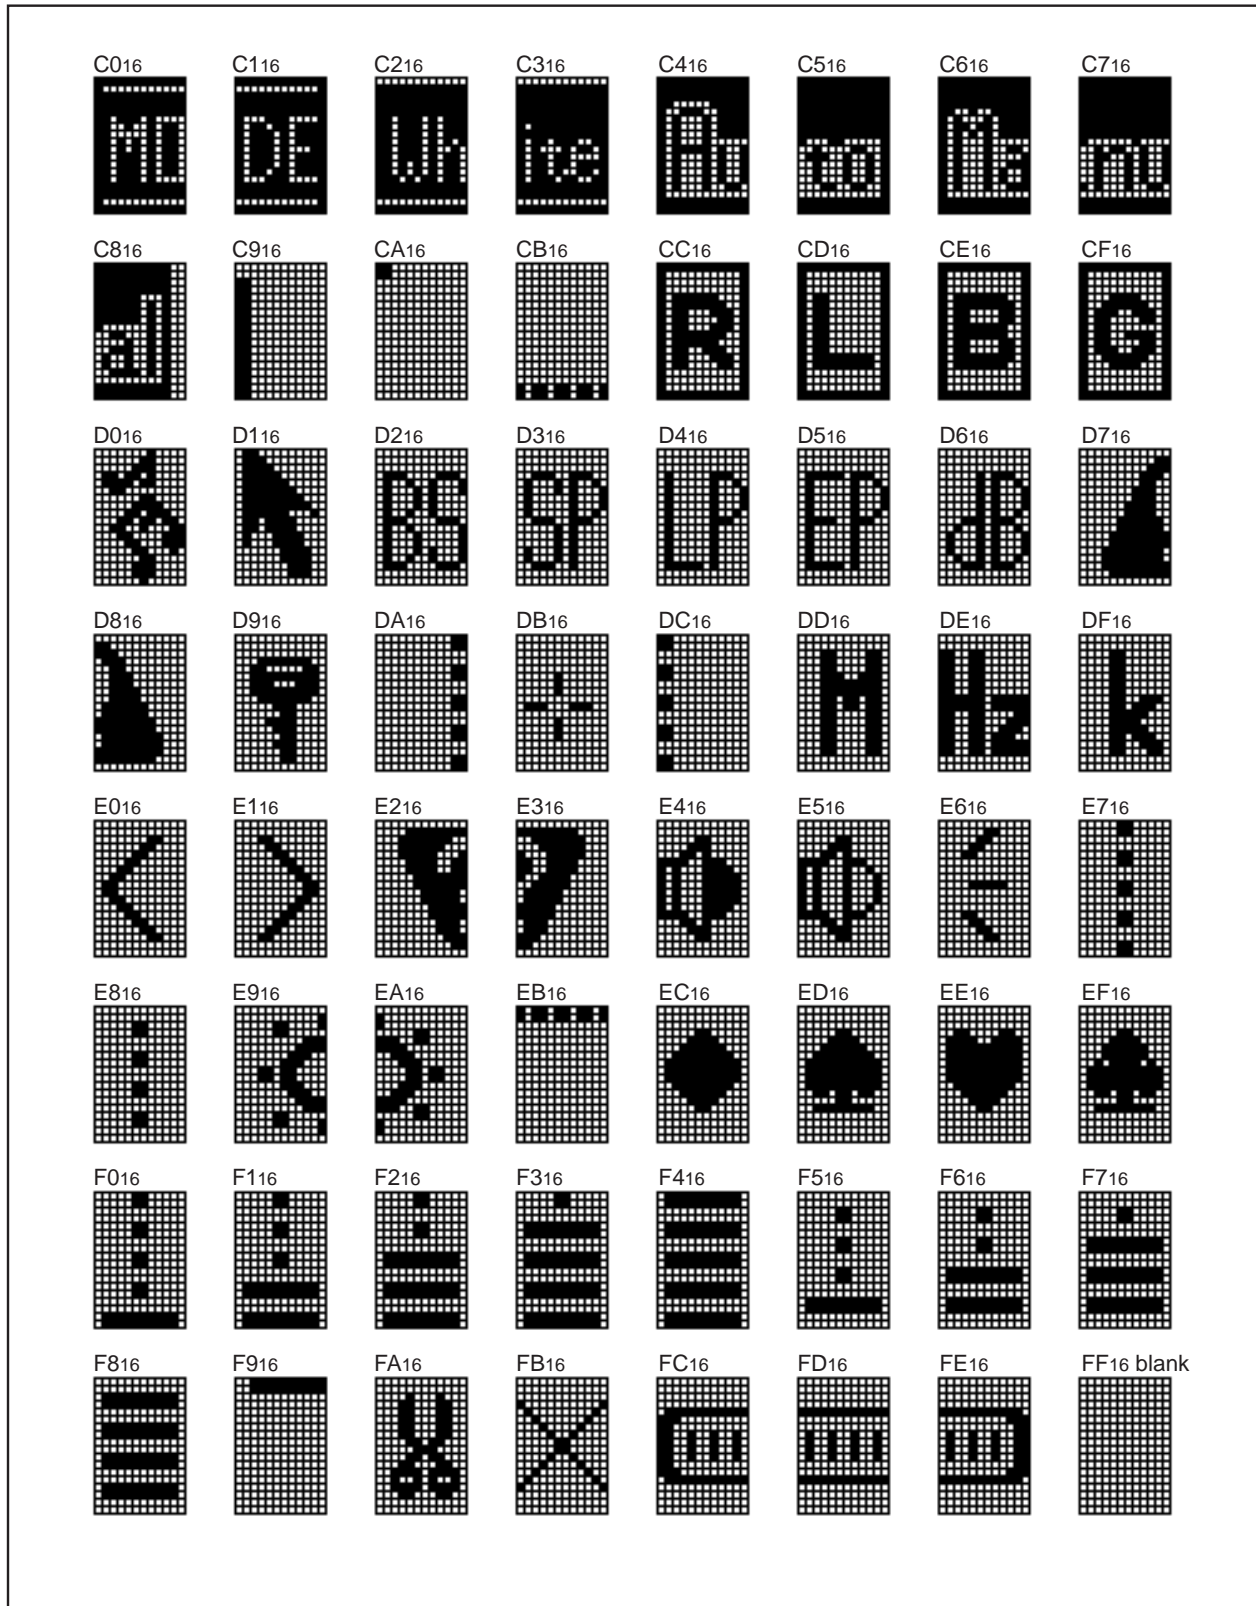 C016 C116 C216 C316 C416 C516 C616 C716
MO DE Wh ite Au to Ma nu
C816 C916 CA16 CB16 CC16 CD16 CE16 CF16
al R L B G
D016 D116 D216 D316 D416 D516 D616 D716
BS SP LP EP dB
D816 D916 DA16 DB16 DC16 DD16 DE16 DF16
M Hz k
E016 E116 E216 E316 E416 E516 E616 E716
E816 E916 EA16 EB16 EC16 ED16 EE16 EF16
F016 F116 F216 F316 F416 F516 F616 F716
F816 F916 FA16 FB16 FC16 FD16 FE16 FF16 blank